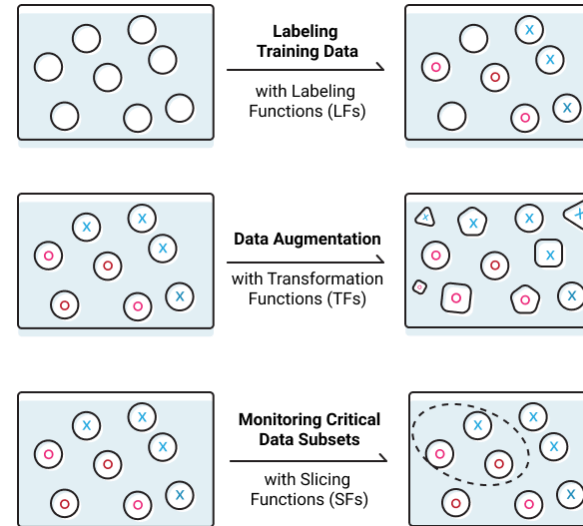 Labeling
Training Data
with Labeling
Functions (LFs)
Data Augmentation
with Transformation
Functions (TFs)
Monitoring Critical
Data Subsets
with Slicing
Functions (SFs)